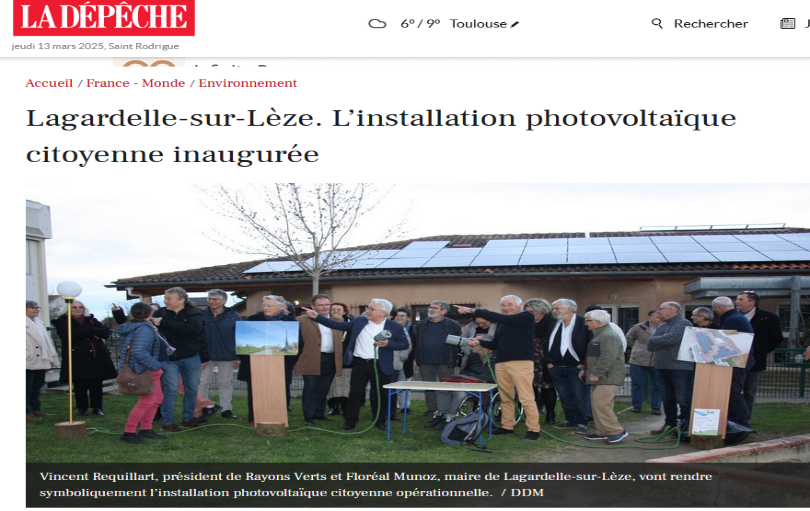 LA DÉPÊCHE
6° / 9° Toulouse
Rechercher
jeudi 13 mars 2025, Saint Rodrigue
Accueil / France - Monde / Environnement
Lagardelle-sur-Lèze. L’installation photovoltaïque
citoyenne inaugurée
Vincent Requillart, président de Rayons Verts et Floréal Munoz, maire de Lagardelle-sur-Lèze, vont rendre
symboliquement l’installation photovoltaïque citoyenne opérationnelle. / DDM